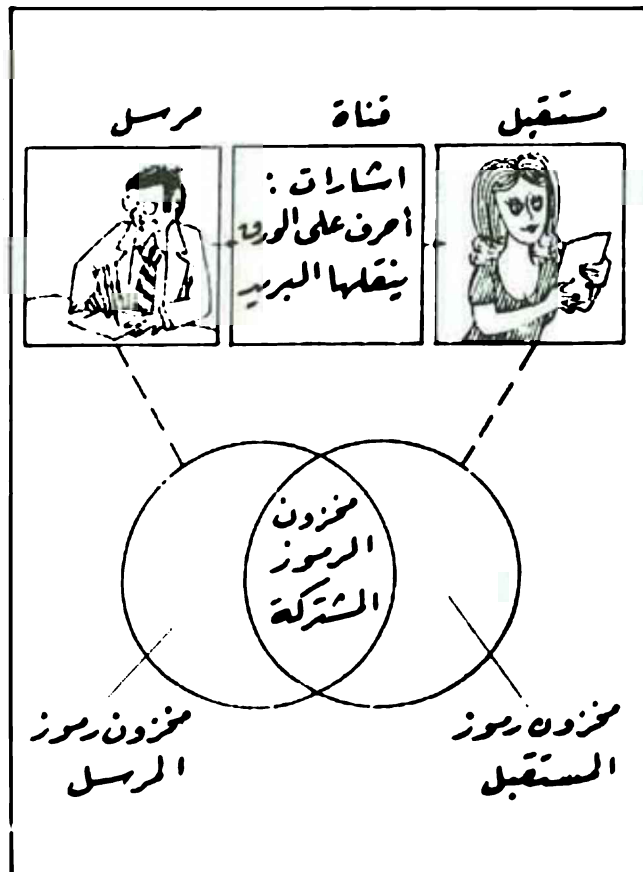 مستقبل
قناة
مرسل
اشارات :
أحرف على الورق
ينقلها البريد
مخزون
الرموز
المشتركة
مخزون رموز
المستقبل
مخزون رموز
المرسل